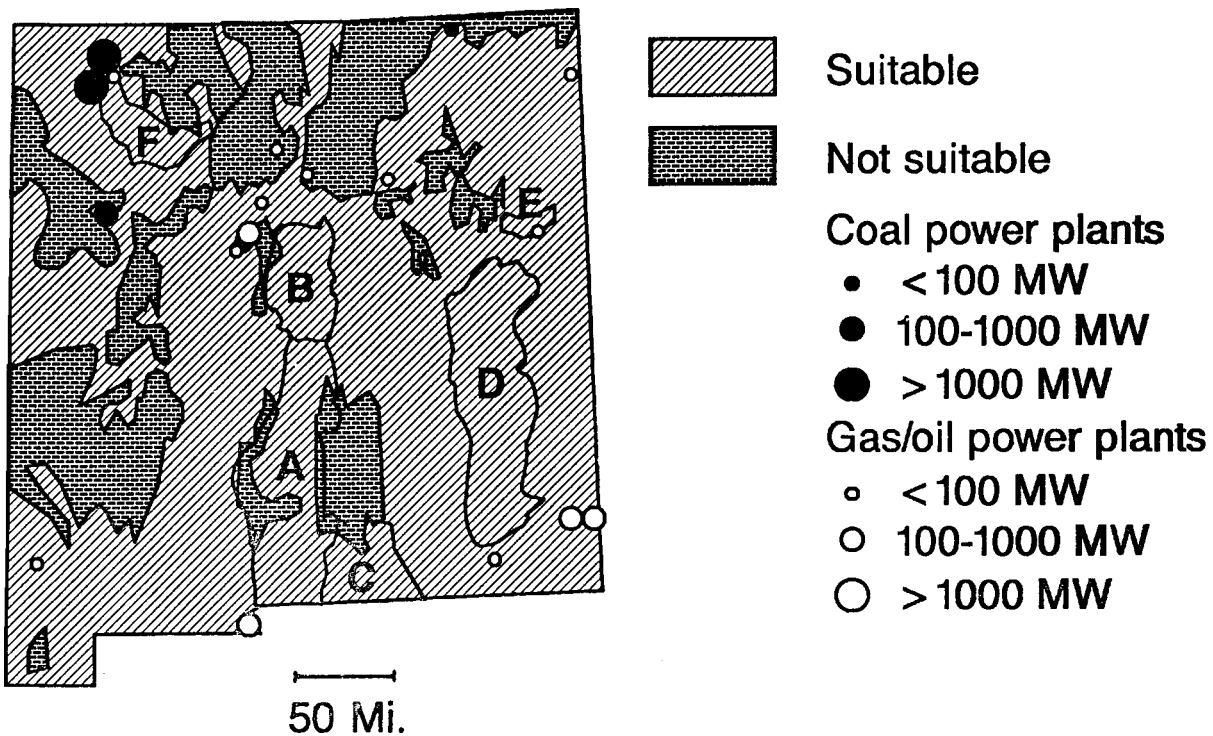 F
E
B
D
A
C
50 Mi.
Suitable
Not suitable
Coal power plants
<100 MW
100-1000 MW
>1000 MW
Gas/oil power plants
<100 MW
100-1000 MW
>1000 MW